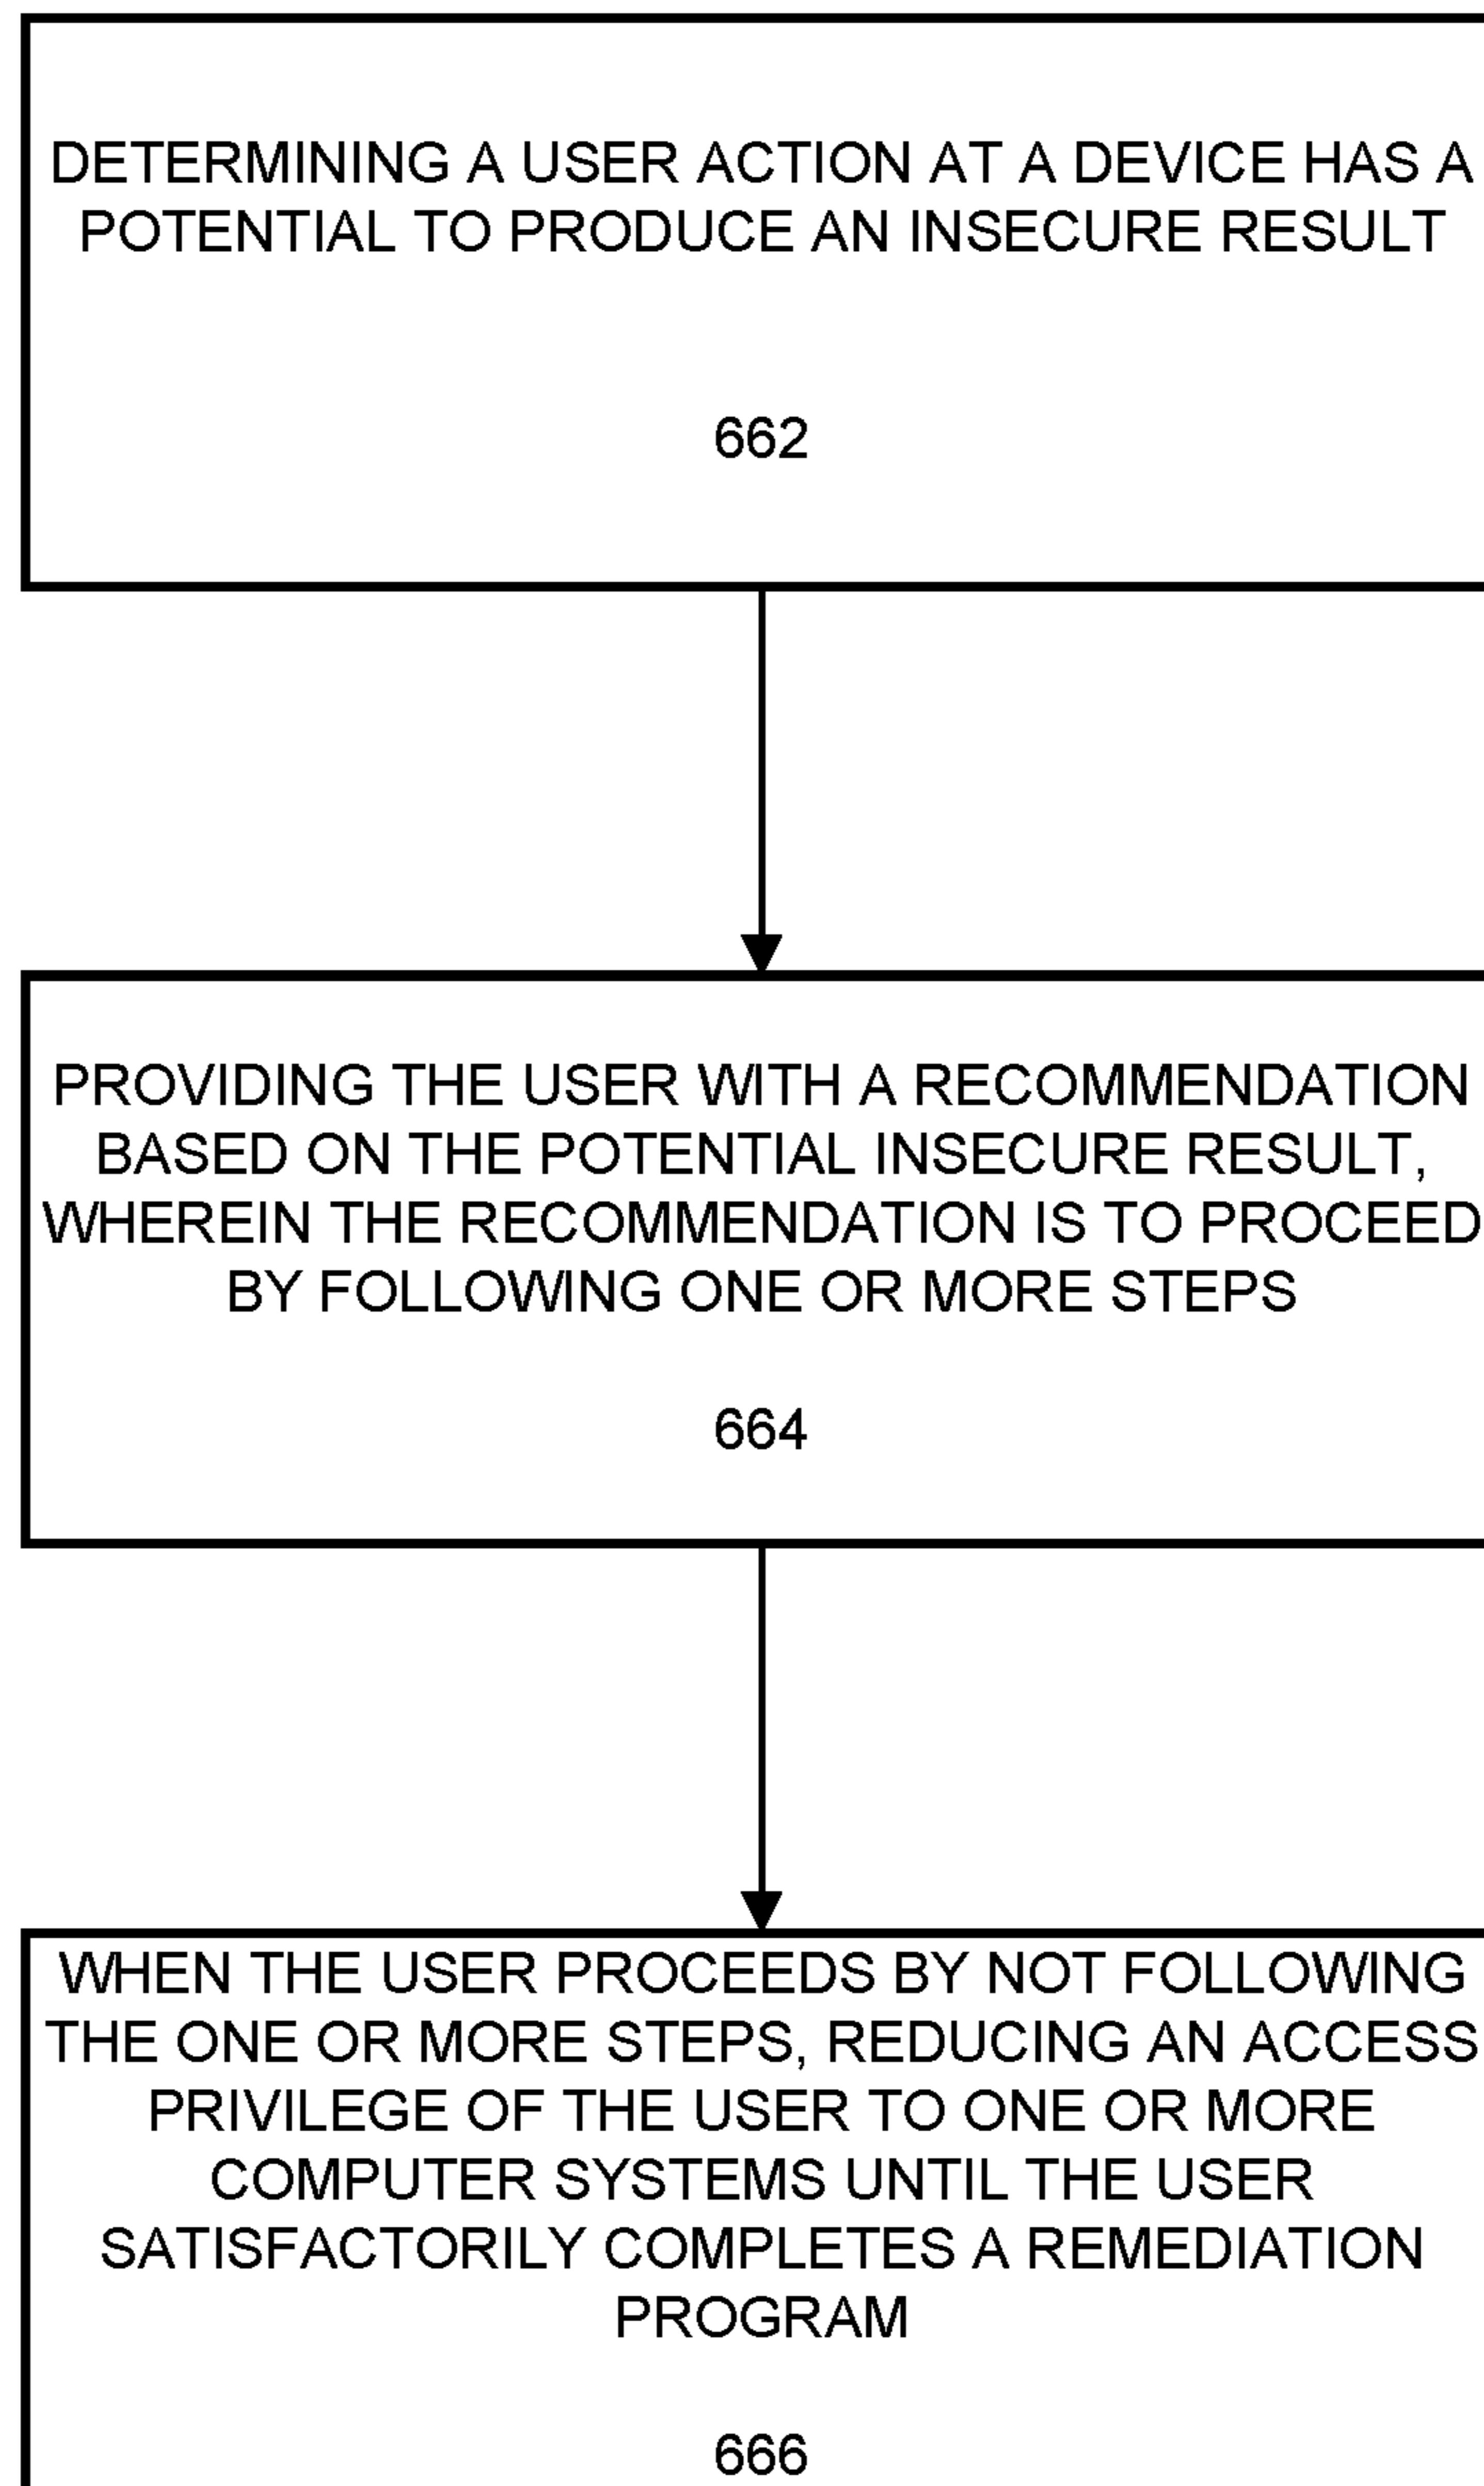 DETERMINING A USER ACTION AT A DEVICE HAS A
POTENTIAL TO PRODUCE AN INSECURE RESULT
662
PROVIDING THE USER WITH A RECOMMENDATION
BASED ON THE POTENTIAL INSECURE RESULT,
WHEREIN THE RECOMMENDATION IS TO PROCEED
BY FOLLOWING ONE OR MORE STEPS
664
WHEN THE USER PROCEEDS BY NOT FOLLOWING
THE ONE OR MORE STEPS, REDUCING AN ACCESS
PRIVILEGE OF THE USER TO ONE OR MORE
COMPUTER SYSTEMS UNTIL THE USER
SATISFACTORILY COMPLETES A REMEDIATION
PROGRAM
666